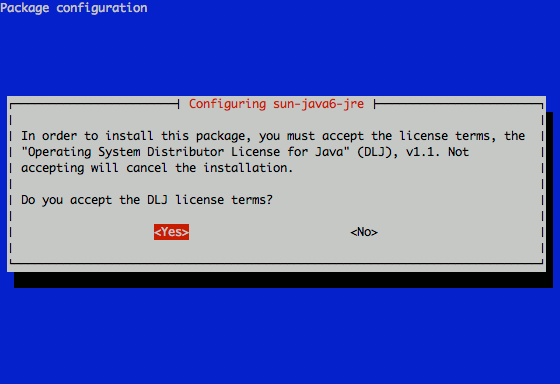 Package configuration
Configuring sun-java6-jre
In order to install this package, you must accept the license terms, the
"Operating System Distributor License for Java" (DLJ), v1.1. Not
accepting will cancel the installation.
Do you accept the DLJ license terms?
<Yes> <No>